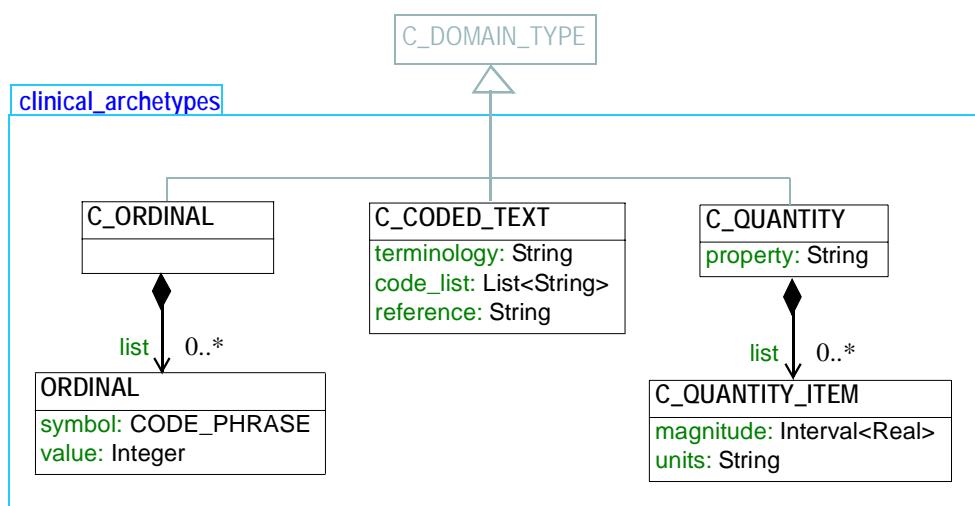 C_DOMAIN_TYPE
clinical_archetypes
C_ORDINAL
C_CODED_TEXT
terminology: String
code_list: List<String>
reference: String
C_QUANTITY
property: String
list 0..*
list 0..*
ORDINAL
symbol: CODE_PHRASE
value: Integer
C_QUANTITY_ITEM
magnitude: Interval<Real>
units: String